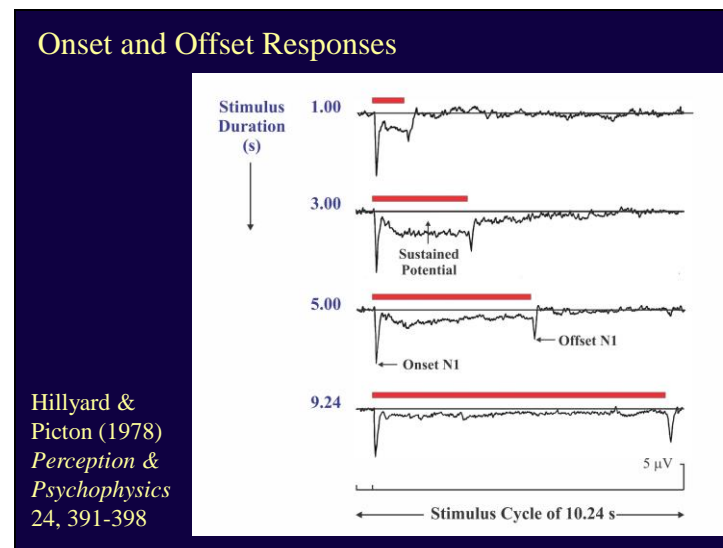 Onset and Offset Responses
Stimulus
Duration
(s)
1.00
3.00
Sustained
Potential
5.00
Offset N1
Onset N1
9.24
5 μV
Stimulus Cycle of 10.24 s
Hillyard &
Picton (1978)
Perception &
Psychophysics
24, 391-398